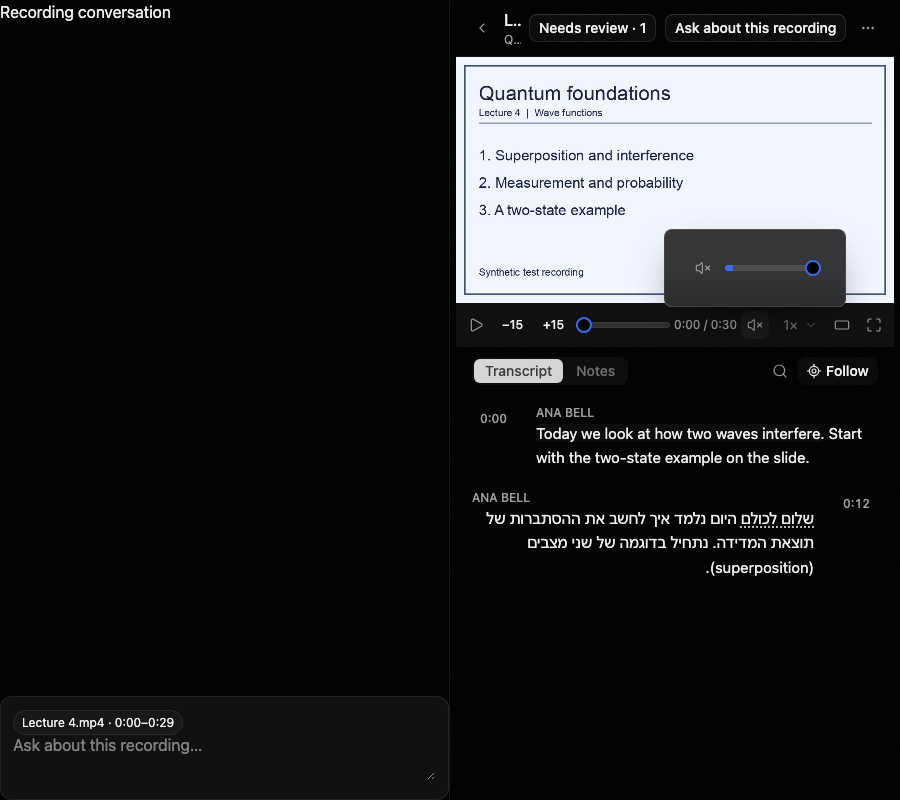 Recording conversation
L..
Q...
Needs review · 1
Ask about this recording
Quantum foundations
Lecture 4 | Wave functions
1. Superposition and interference
2. Measurement and probability
3. A two-state example
Synthetic test recording
−15
+15
0:00 / 0:30
1x
Transcript
Notes
Follow
0:00
ANA BELL
Today we look at how two waves interfere. Start
with the two-state example on the slide.
ANA BELL
0:12
שלום לכולם היום נלמד איך לחשב את ההסתברות של
תוצאת המדידה. נתחיל בדוגמה של שני מצבים
(superposition).
Lecture 4.mp4 · 0:00–0:29
Ask about this recording...